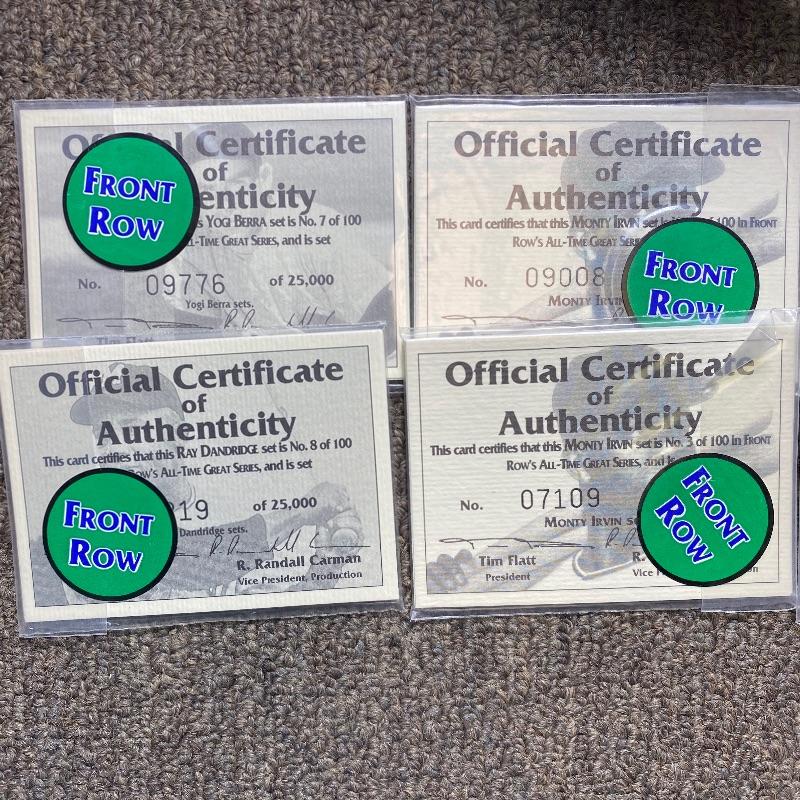 Official Certificate
of
Authenticity
Yogi Berra set is No. 7 of 100
-Time Great Series, and is set
No. 09776 of 25,000
Yogi Berra sets.
Tim Flatt
FRONT
ROW
Official Certificate
of
Authenticity
This card certifies that this Monty Irvin set of 100 in Front
Row's All-Time Great
No. 09008
Monty Irvin
FRONT
ROW
Official Certificate
of
Authenticity
This card certifies that this Ray Dandridge set is No. 8 of 100
Row's All-Time Great Series, and is set
19 of 25,000
Dandridge sets.
R. Randall Carman
Vice President, Production
FRONT
ROW
Official Certificate
of
Authenticity
This card certifies that this Monty Irvin set is No. 3 of 100 in Front
Row's All-Time Great Series, and is
No. 07109
Monty Irvin
Tim Flatt R.
President Vice
FRONT
ROW